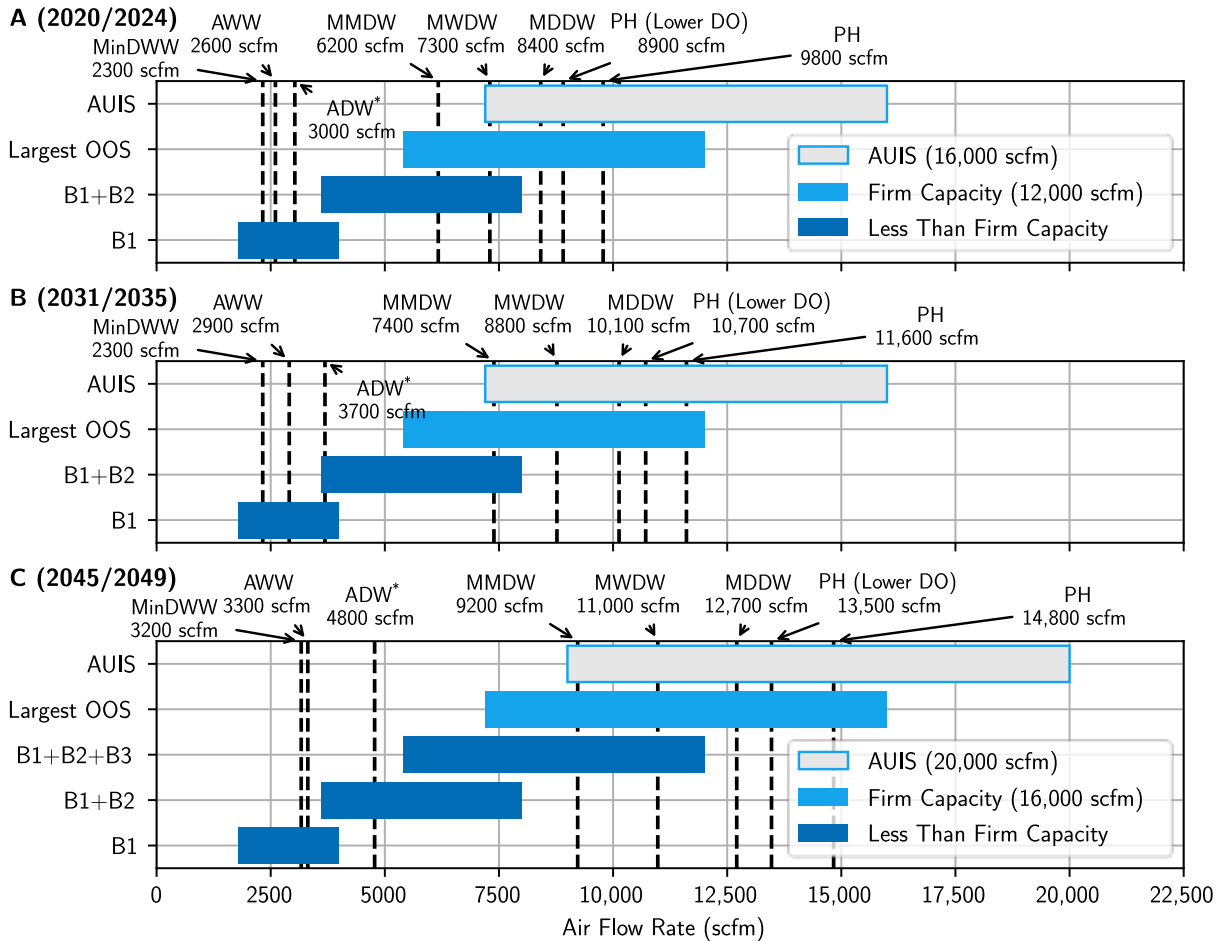 A (2020/2024)
AWW
2600 scfm
MinDWW
2300 scfm
ADW*
3000 scfm
MMDW
6200 scfm
MWDW
7300 scfm
MDDW
8400 scfm
PH (Lower DO)
8900 scfm
PH
9800 scfm
AUIS
Largest OOS
B1+B2
B1
AUIS (16,000 scfm)
Firm Capacity (12,000 scfm)
Less Than Firm Capacity
B (2031/2035)
AWW
2900 scfm
MinDWW
2300 scfm
ADW*
3700 scfm
MMDW
7400 scfm
MWDW
8800 scfm
MDDW
10,100 scfm
PH (Lower DO)
10,700 scfm
PH
11,600 scfm
AUIS
Largest OOS
B1+B2
B1
C (2045/2049)
AWW
3300 scfm
MinDWW
3200 scfm
ADW*
4800 scfm
MMDW
9200 scfm
MWDW
11,000 scfm
MDDW
12,700 scfm
PH (Lower DO)
13,500 scfm
PH
14,800 scfm
AUIS
Largest OOS
B1+B2+B3
B1+B2
B1
AUIS (20,000 scfm)
Firm Capacity (16,000 scfm)
Less Than Firm Capacity
0 2500 5000 7500 10,000 12,500 15,000 17,500 20,000 22,500
Air Flow Rate (scfm)